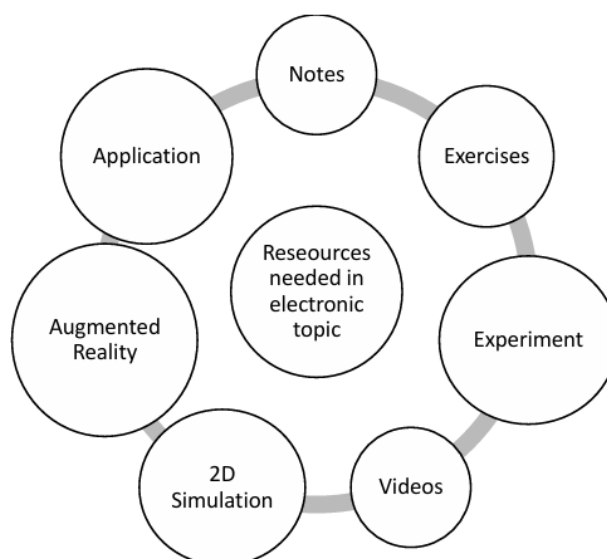 Notes
Exercises
Experiment
Videos
2D
Simulation
Augmented
Reality
Application
Reseources
needed in
electronic
topic